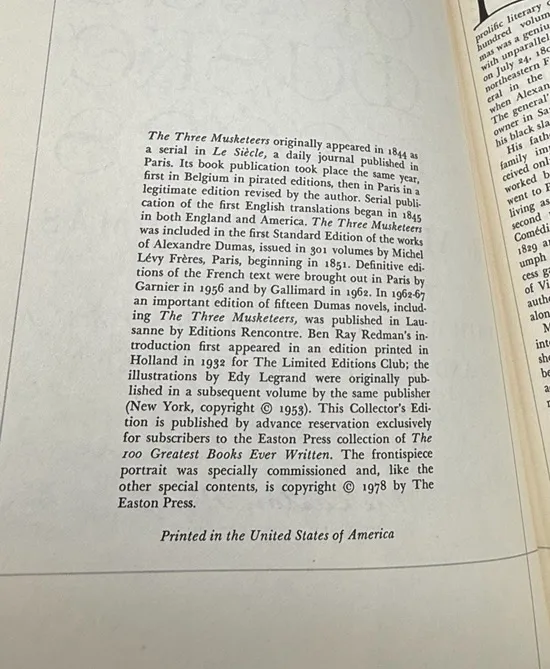 The Three Musketeers originally appeared in 1844 as
a serial in Le Siècle, a daily journal published in
Paris. Its book publication took place the same year,
first in Belgium in pirated editions, then in Paris in a
legitimate edition revised by the author. Serial publi-
cation of the first English translations began in 1845
in both England and America. The Three Musketeers
was included in the first Standard Edition of the works
of Alexandre Dumas, issued in 301 volumes by Michel
Lévy Frères, Paris, beginning in 1851. Definitive edi-
tions of the French text were brought out in Paris by
Garnier in 1956 and by Gallimard in 1962. In 1962-67
an important edition of fifteen Dumas novels, includ-
ing The Three Musketeers, was published in Lau-
sanne by Editions Rencontre. Ben Ray Redman's in-
troduction first appeared in an edition printed in
Holland in 1932 for The Limited Editions Club; the
illustrations by Edy Legrand were originally pub-
lished in a subsequent volume by the same publisher
(New York, copyright © 1953). This Collector's Edi-
tion is published by advance reservation exclusively
for subscribers to the Easton Press collection of The
100 Greatest Books Ever Written. The frontispiece
portrait was specially commissioned and, like the
other special contents, is copyright © 1978 by The
Easton Press.
Printed in the United States of America
prolific literary
hundred volum
mas was a geniu
with unparallel
on July 24, 180
northeastern F
eral in the
when Alexan
The general'
owner in Sa
his black sla
His fath
family im
ceived onl
worked b
went to
living as
second
Comédi
1829 a
umph
cess g
of Vi
auth
alon
M
int
sh
be